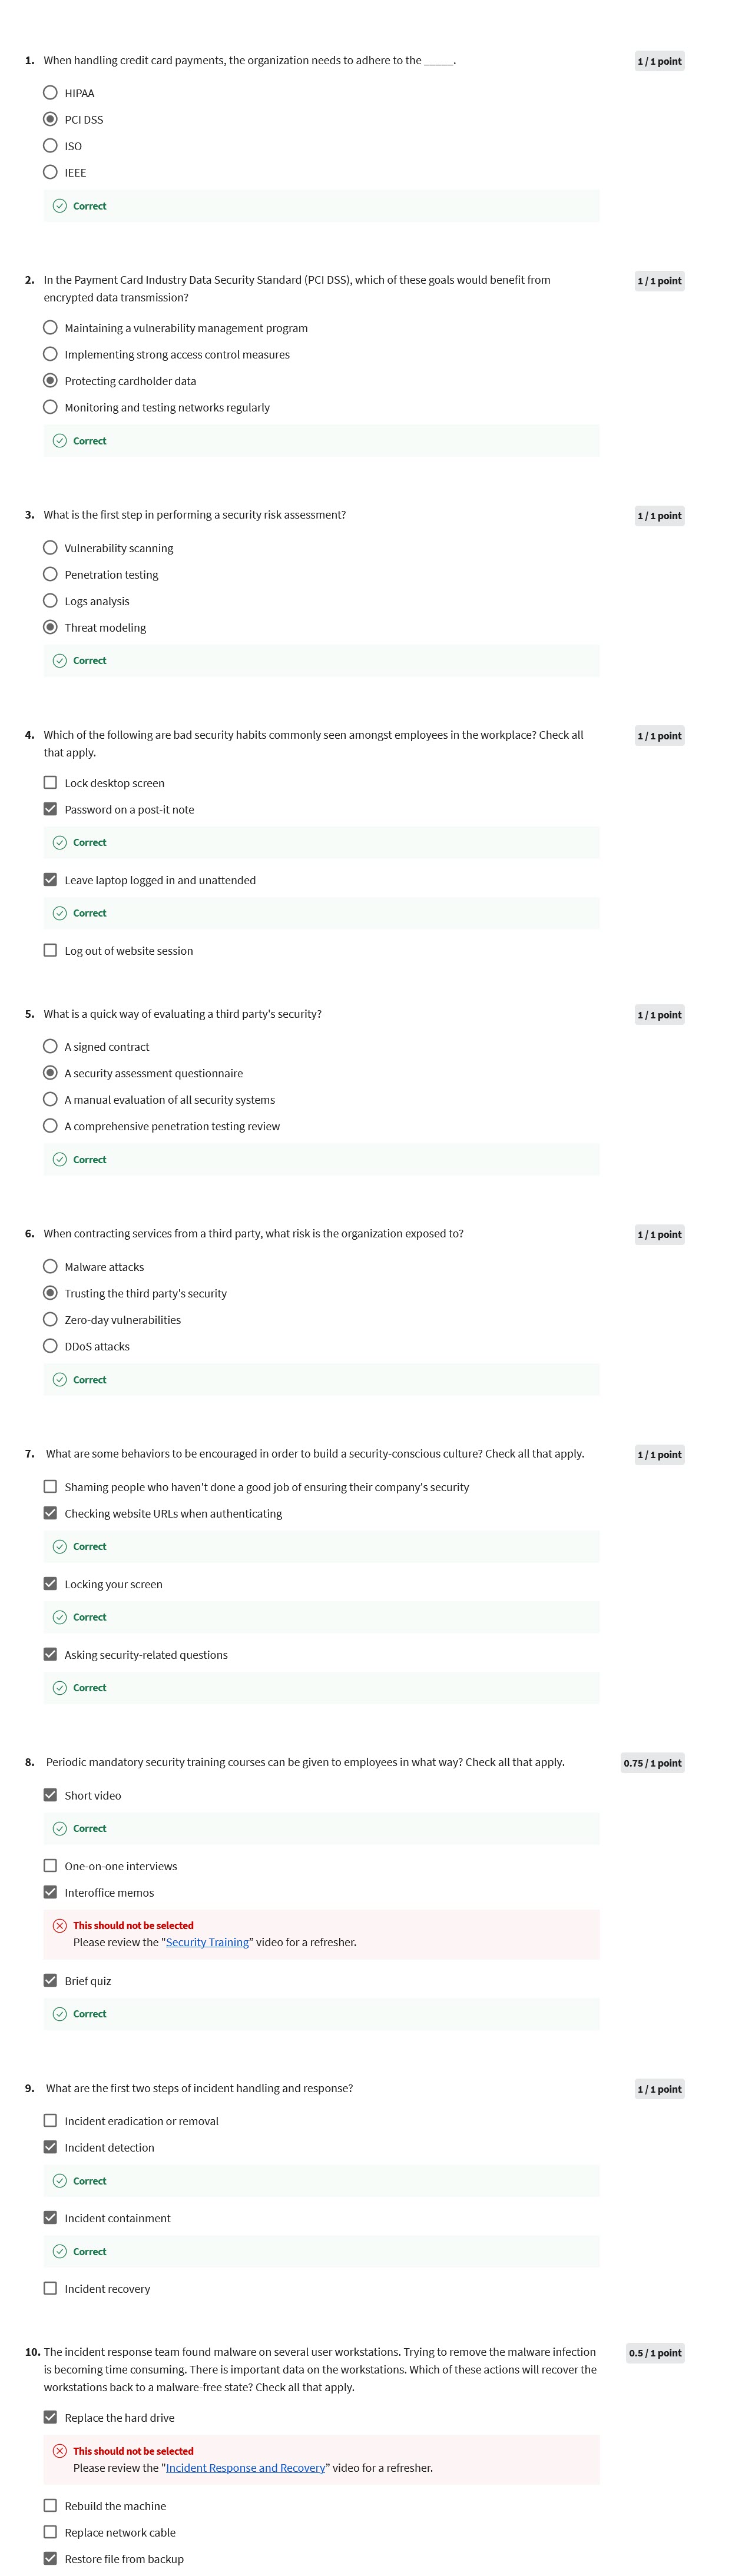 1. When handling credit card payments, the organization needs to adhere to the _____.
1 / 1 point
HIPAA
PCI DSS
ISO
IEEE
Correct
2. In the Payment Card Industry Data Security Standard (PCI DSS), which of these goals would benefit from
encrypted data transmission?
1 / 1 point
Maintaining a vulnerability management program
Implementing strong access control measures
Protecting cardholder data
Monitoring and testing networks regularly
Correct
3. What is the first step in performing a security risk assessment?
1 / 1 point
Vulnerability scanning
Penetration testing
Logs analysis
Threat modeling
Correct
4. Which of the following are bad security habits commonly seen amongst employees in the workplace? Check all
that apply.
1 / 1 point
Lock desktop screen
Password on a post-it note
Correct
Leave laptop logged in and unattended
Correct
Log out of website session
5. What is a quick way of evaluating a third party's security?
1 / 1 point
A signed contract
A security assessment questionnaire
A manual evaluation of all security systems
A comprehensive penetration testing review
Correct
6. When contracting services from a third party, what risk is the organization exposed to?
1 / 1 point
Malware attacks
Trusting the third party's security
Zero-day vulnerabilities
DDoS attacks
Correct
7. What are some behaviors to be encouraged in order to build a security-conscious culture? Check all that apply.
1 / 1 point
Shaming people who haven't done a good job of ensuring their company's security
Checking website URLs when authenticating
Correct
Locking your screen
Correct
Asking security-related questions
Correct
8. Periodic mandatory security training courses can be given to employees in what way? Check all that apply.
0.75 / 1 point
Short video
Correct
One-on-one interviews
Interoffice memos
This should not be selected
Please review the "Security Training" video for a refresher.
Brief quiz
Correct
9. What are the first two steps of incident handling and response?
1 / 1 point
Incident eradication or removal
Incident detection
Correct
Incident containment
Correct
Incident recovery
10. The incident response team found malware on several user workstations. Trying to remove the malware infection
is becoming time consuming. There is important data on the workstations. Which of these actions will recover the
workstations back to a malware-free state? Check all that apply.
0.5 / 1 point
Replace the hard drive
This should not be selected
Please review the "Incident Response and Recovery" video for a refresher.
Rebuild the machine
Replace network cable
Restore file from backup